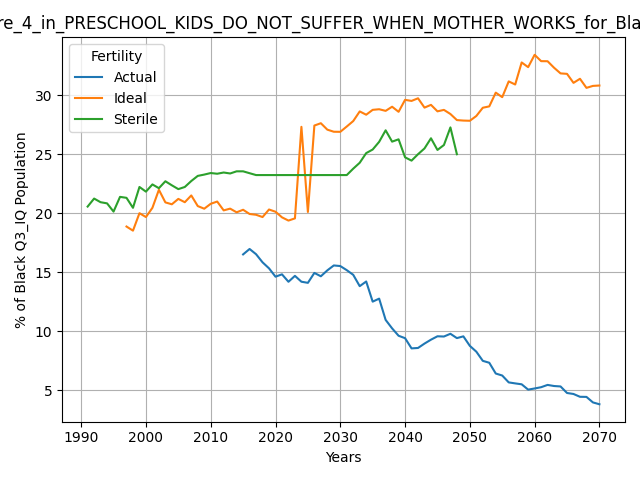 re_4_in_PRESCHOOL_KIDS_DO_NOT_SUFFER_WHEN_MOTHER_WORKS_for_Bla
Fertility
Actual
Ideal
Sterile
% of Black Q3_IQ Population
30
25
20
15
10
5
1990 2000 2010 2020 2030 2040 2050 2060 2070
Years